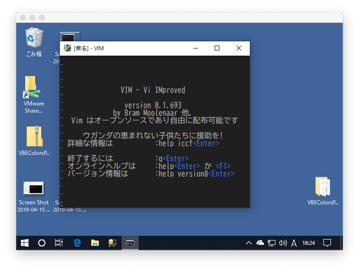 [無名] - VIM
ごみ箱
Screen S
2019-04-15 ...
VMware
Share...
VBEColorsR...
Screen Shot
2019-04-15 ...
VBEColorsR...
VIM - Vi IMproved
version 8.1.693
by Bram Moolenaar 他.
Vim はオープンソースであり自由に配布可能です
ウガンダの恵まれない子供たちに援助を!
詳細な情報は :help iccf<Enter>
終了するには :q<Enter>
オンラインヘルプは :help<Enter> か <F1>
バージョン情報は :help version8<Enter>
A 18:24